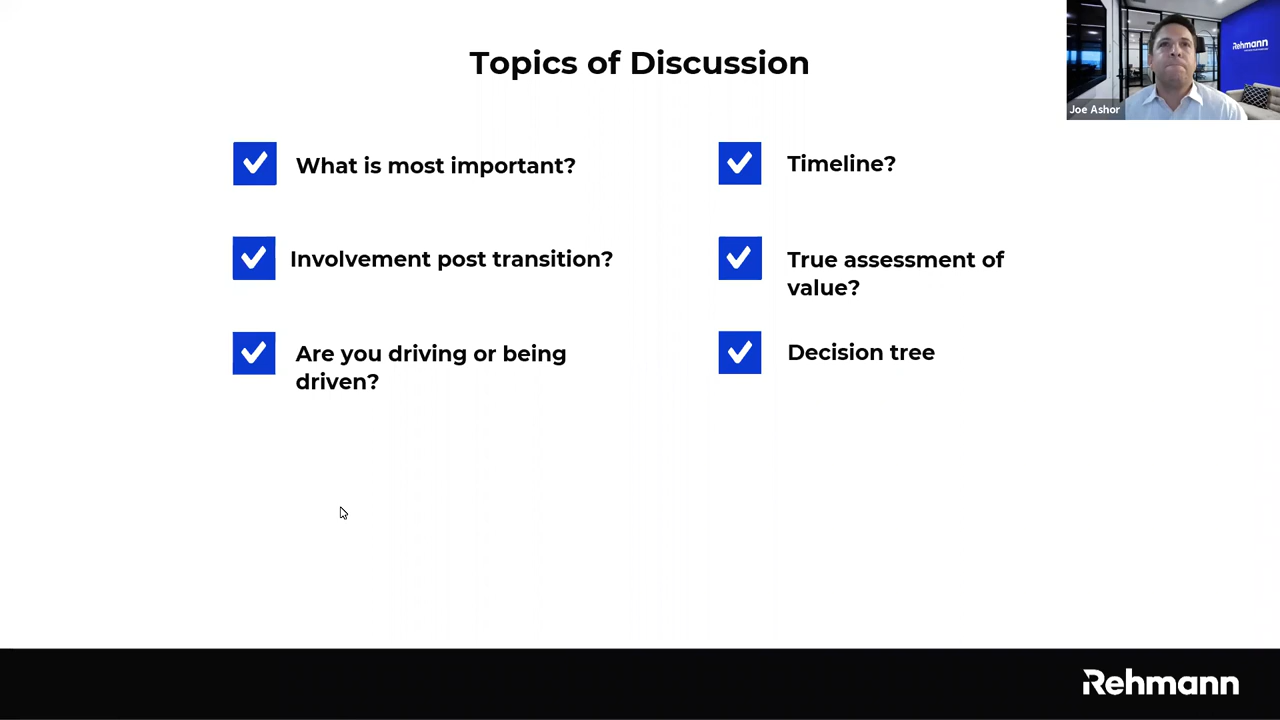 Topics of Discussion
Rehmann
Joe Ashor
What is most important?
Timeline?
Involvement post transition?
True assessment of
value?
Are you driving or being
driven?
Decision tree
Rehmann